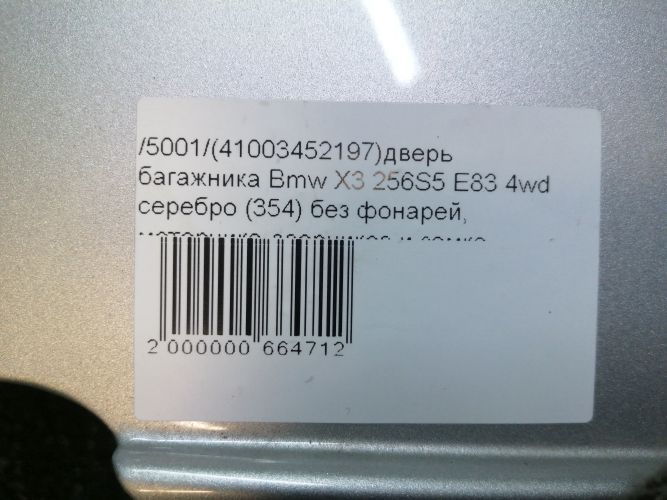 /5001/(41003452197)дверь
багажника Bmw X3 256S5 E83 4wd
серебро (354) без фонарей,
2 000000 664712